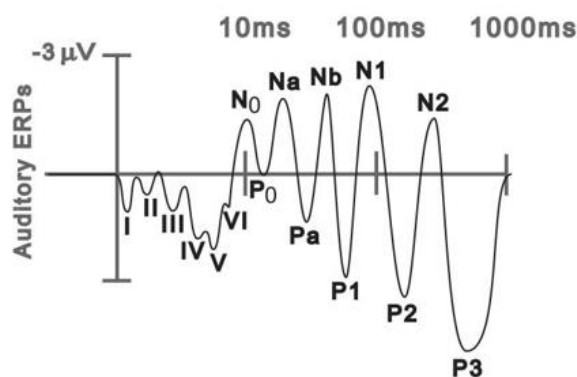 10ms 100ms 1000ms
-3 μV
Auditory ERPs
N0 Na Nb N1 N2
P0
I II III IV V VI
Pa P1 P2 P3